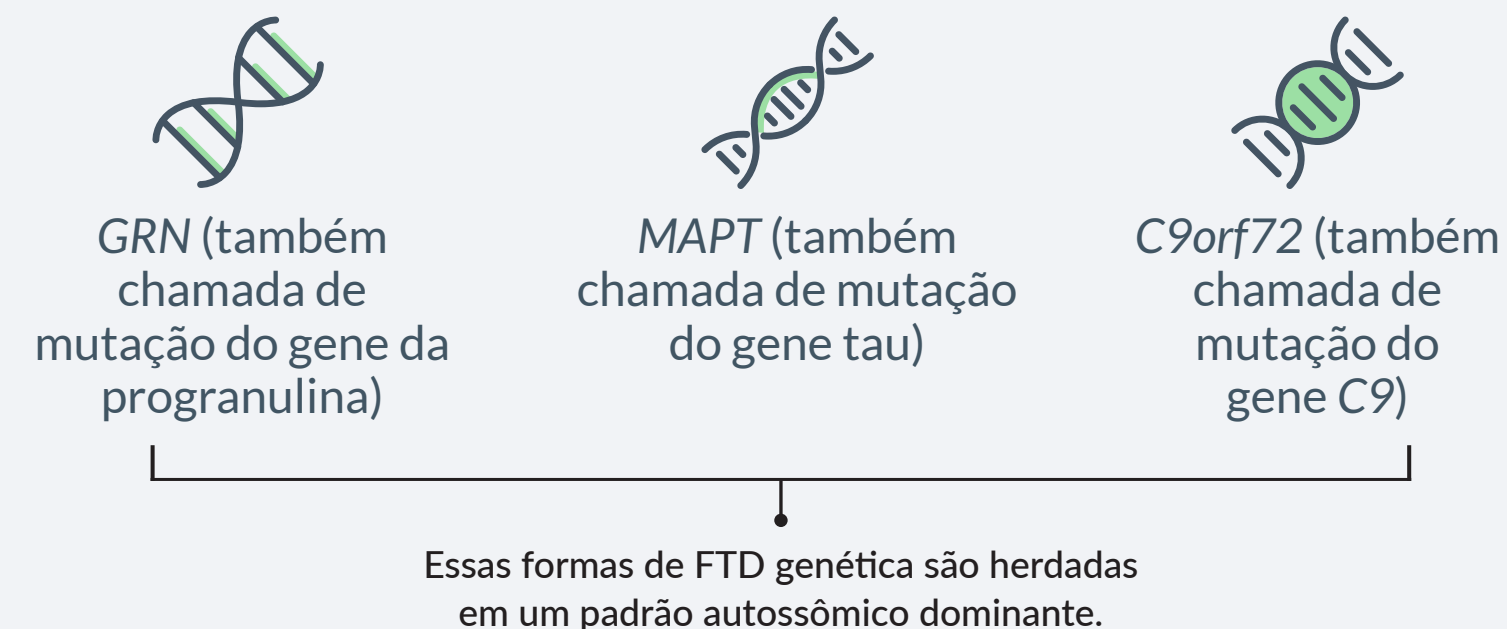 GRN (também
chamada de
mutação do gene da
progranulina)
MAPT (também
chamada de mutação
do gene tau)
C9orf72 (também
chamada de
mutação do
gene C9)
Essas formas de FTD genética são herdadas
em um padrão autossômico dominante.